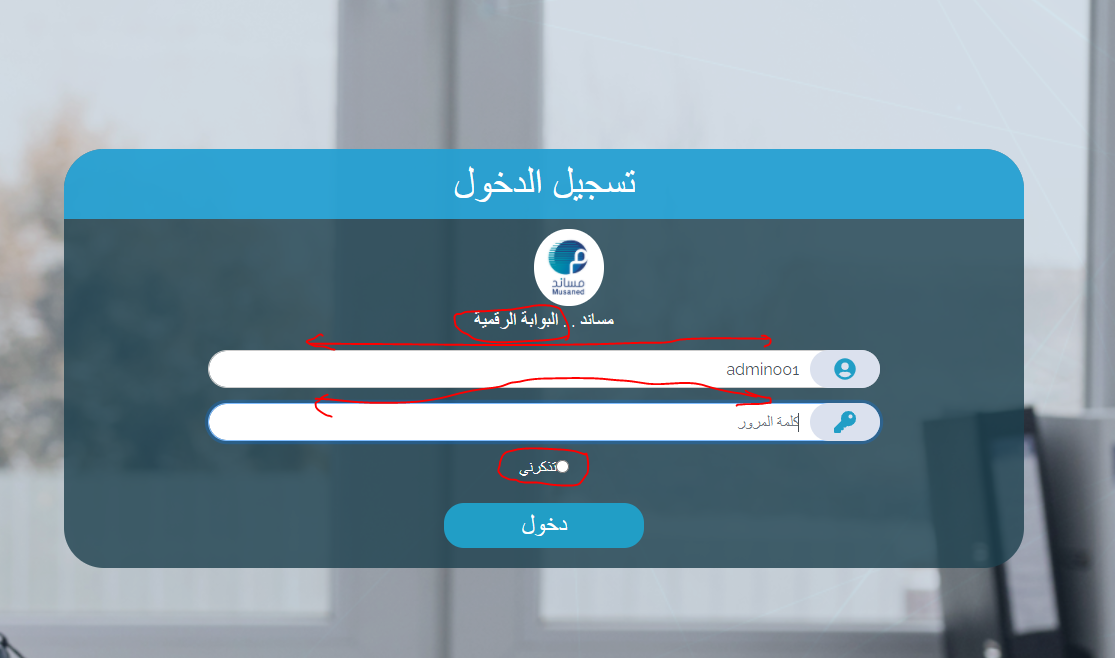 تسجيل الدخول
مساند
Musaned
مساند ... البوابة الرقمية
admin001
كلمة المرور
تذكرني
دخول